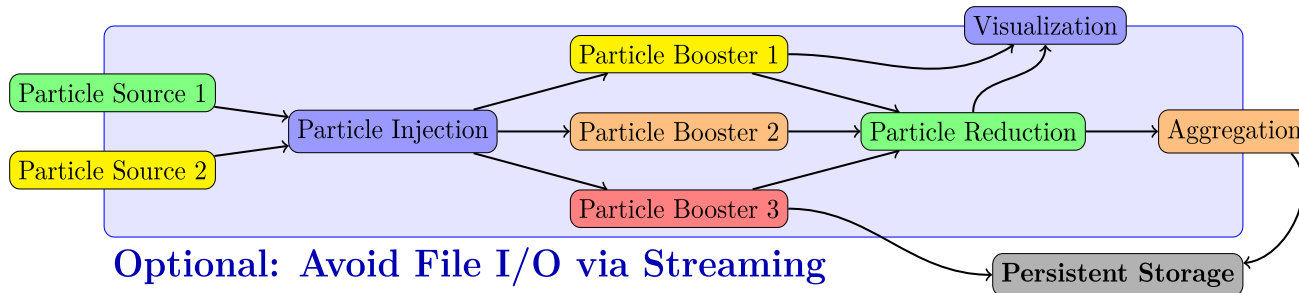 Visualization
Particle Booster 1
Particle Source 1
Particle Injection
Particle Booster 2
Particle Reduction
Aggregation
Particle Source 2
Particle Booster 3
Optional: Avoid File I/O via Streaming
Persistent Storage